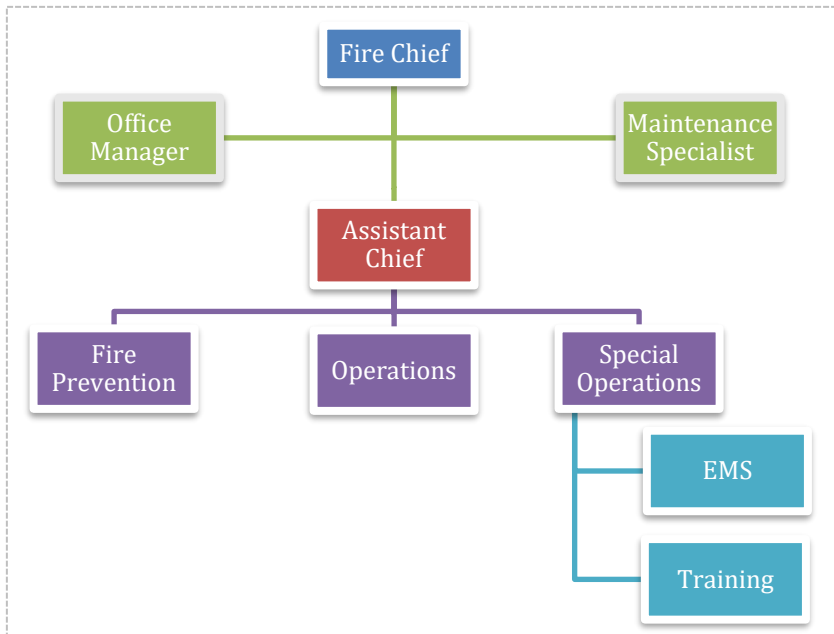 Fire Chief
Office
Manager
Maintenance
Specialist
Assistant
Chief
Fire
Prevention
Operations
Special
Operations
EMS
Training